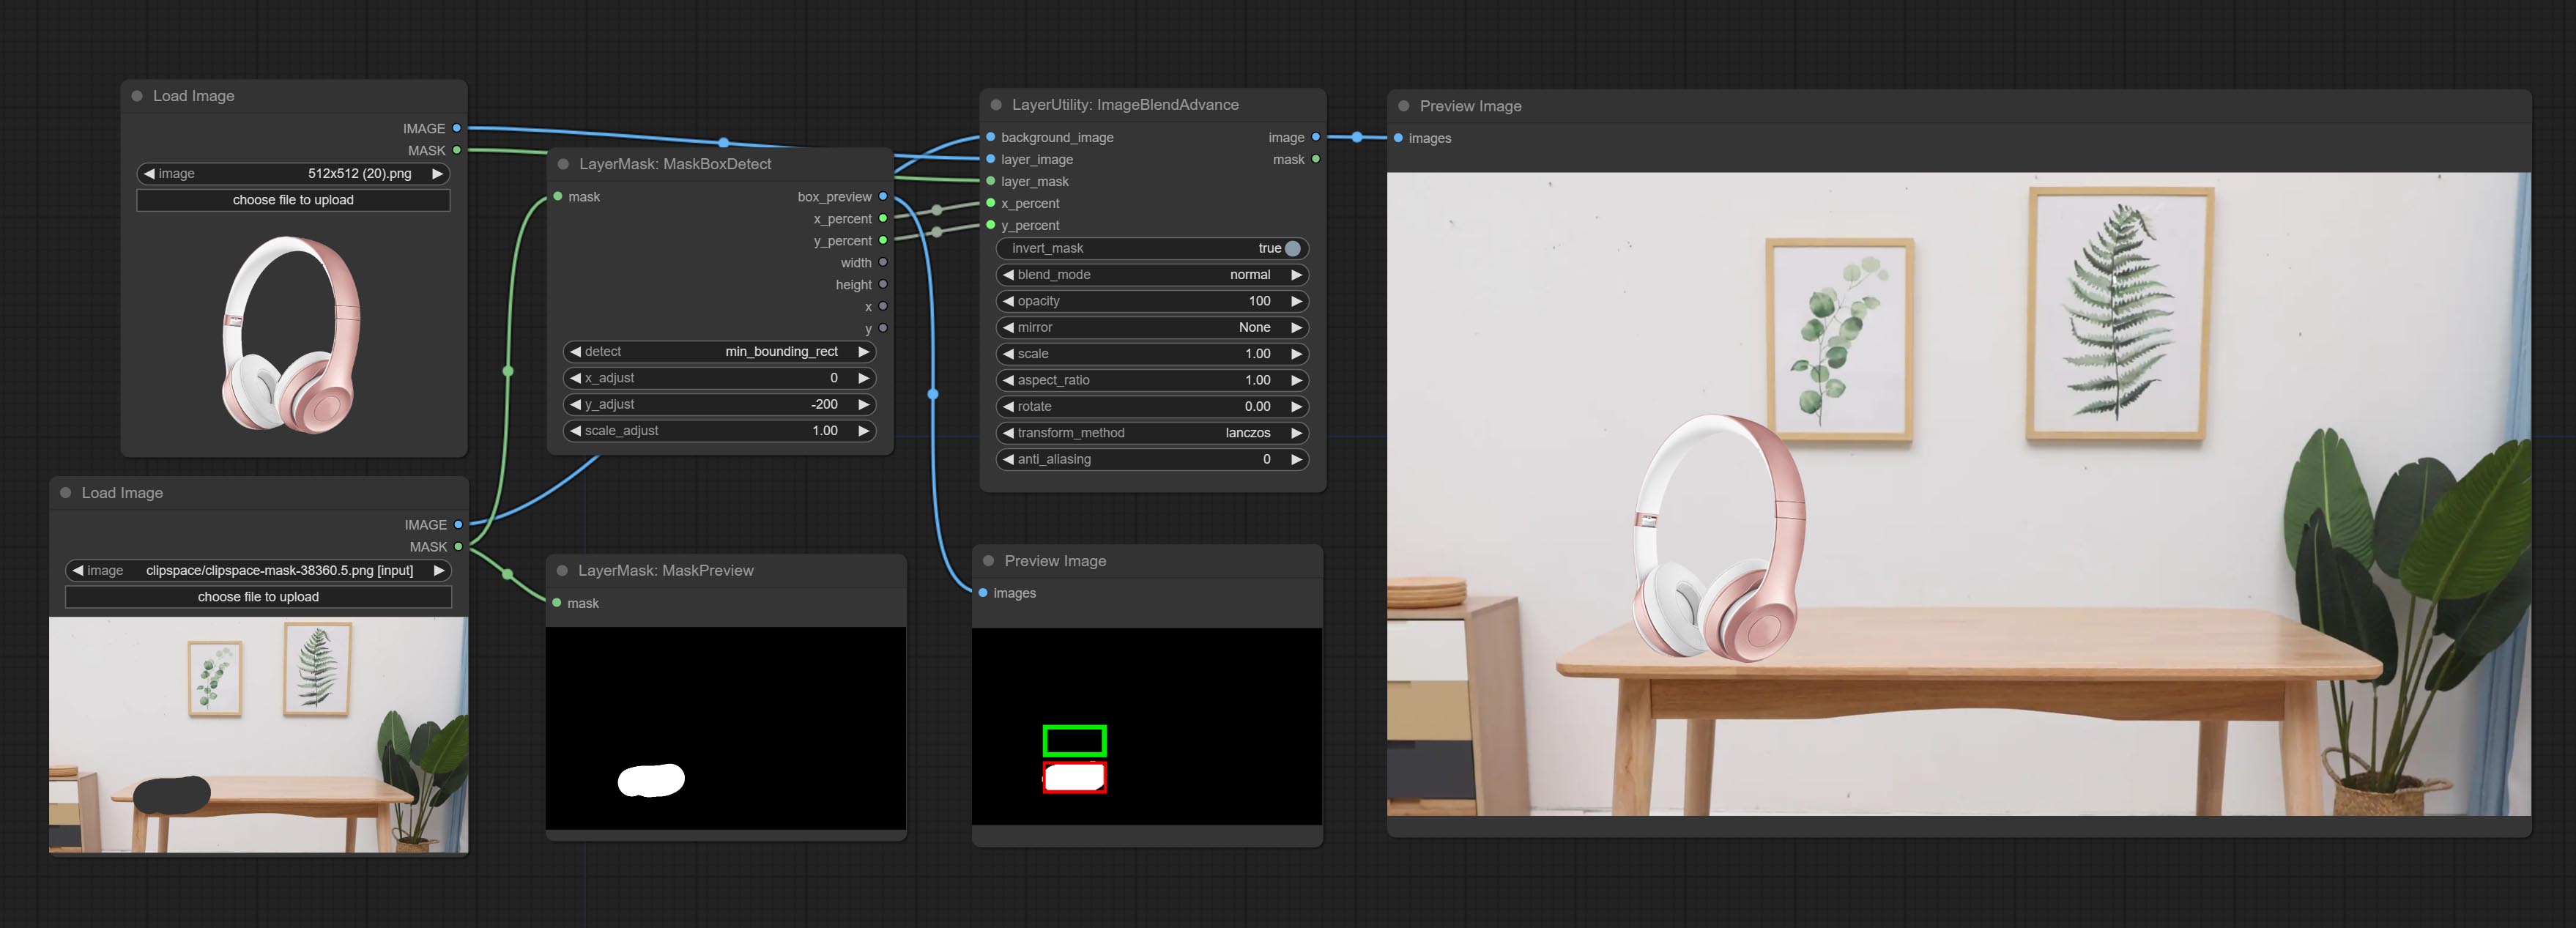 Load Image
IMAGE
MASK
image 512x512 (20).png
choose file to upload
Load Image
IMAGE
MASK
image clipspace/clipspace-mask-38360.5.png [input]
choose file to upload
LayerMask: MaskBoxDetect
mask box_preview
x_percent
y_percent
width
height
x
y
detect min_bounding_rect
x_adjust 0
y_adjust -200
scale_adjust 1.00
LayerMask: MaskPreview
mask
LayerUtility: ImageBlendAdvance
background_image image
layer_image mask
layer_mask
x_percent
y_percent
invert_mask true
blend_mode normal
opacity 100
mirror None
scale 1.00
aspect_ratio 1.00
rotate 0.00
transform_method lanczos
anti_aliasing 0
Preview Image
images
Preview Image
images